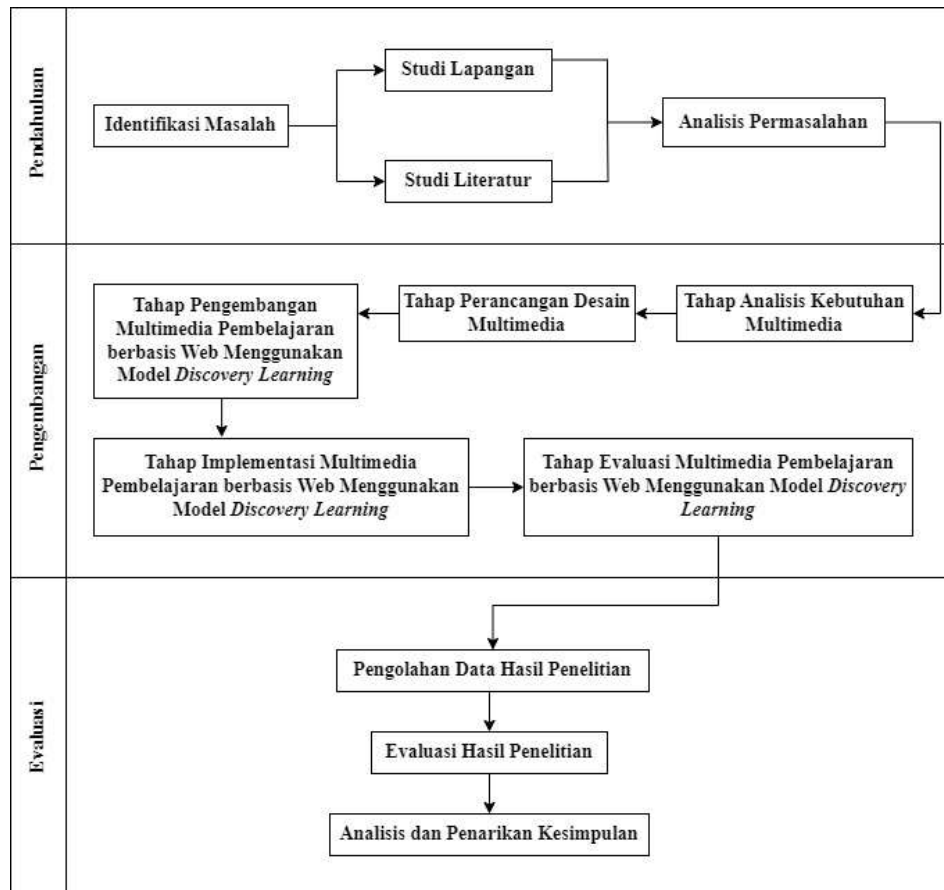 Pendahuluan
Identifikasi Masalah
Studi Lapangan
Studi Literatur
Analisis Permasalahan
Pengembangan
Tahap Analisis Kebutuhan
Multimedia
Tahap Perancangan Desain
Multimedia
Tahap Pengembangan
Multimedia Pembelajaran
berbasis Web Menggunakan
Model Discovery Learning
Tahap Implementasi Multimedia
Pembelajaran berbasis Web Menggunakan
Model Discovery Learning
Tahap Evaluasi Multimedia Pembelajaran
berbasis Web Menggunakan Model Discovery
Learning
Evaluasi
Pengolahan Data Hasil Penelitian
Evaluasi Hasil Penelitian
Analisis dan Penarikan Kesimpulan